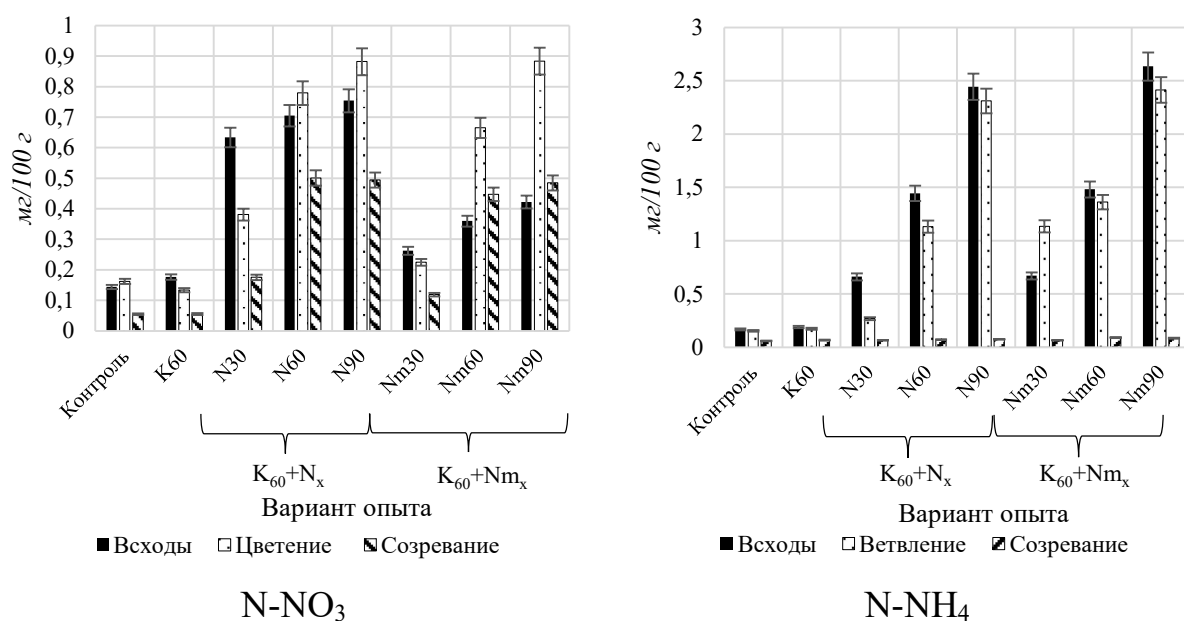 1
0,9
0,8
0,7
0,6
0,5
0,4
0,3
0,2
0,1
0
мг/100 г
Контроль
K60
N30
N60
N90
Nm30
Nm60
Nm90
K₆₀+Nₓ
K₆₀+Nmₓ
Вариант опыта
Всходы
Цветение
Созревание
N-NO₃
3
2,5
2
1,5
1
0,5
0
мг/100 г
Контроль
K60
N30
N60
N90
Nm30
Nm60
Nm90
K₆₀+Nₓ
K₆₀+Nmₓ
Вариант опыта
Всходы
Ветвление
Созревание
N-NH₄